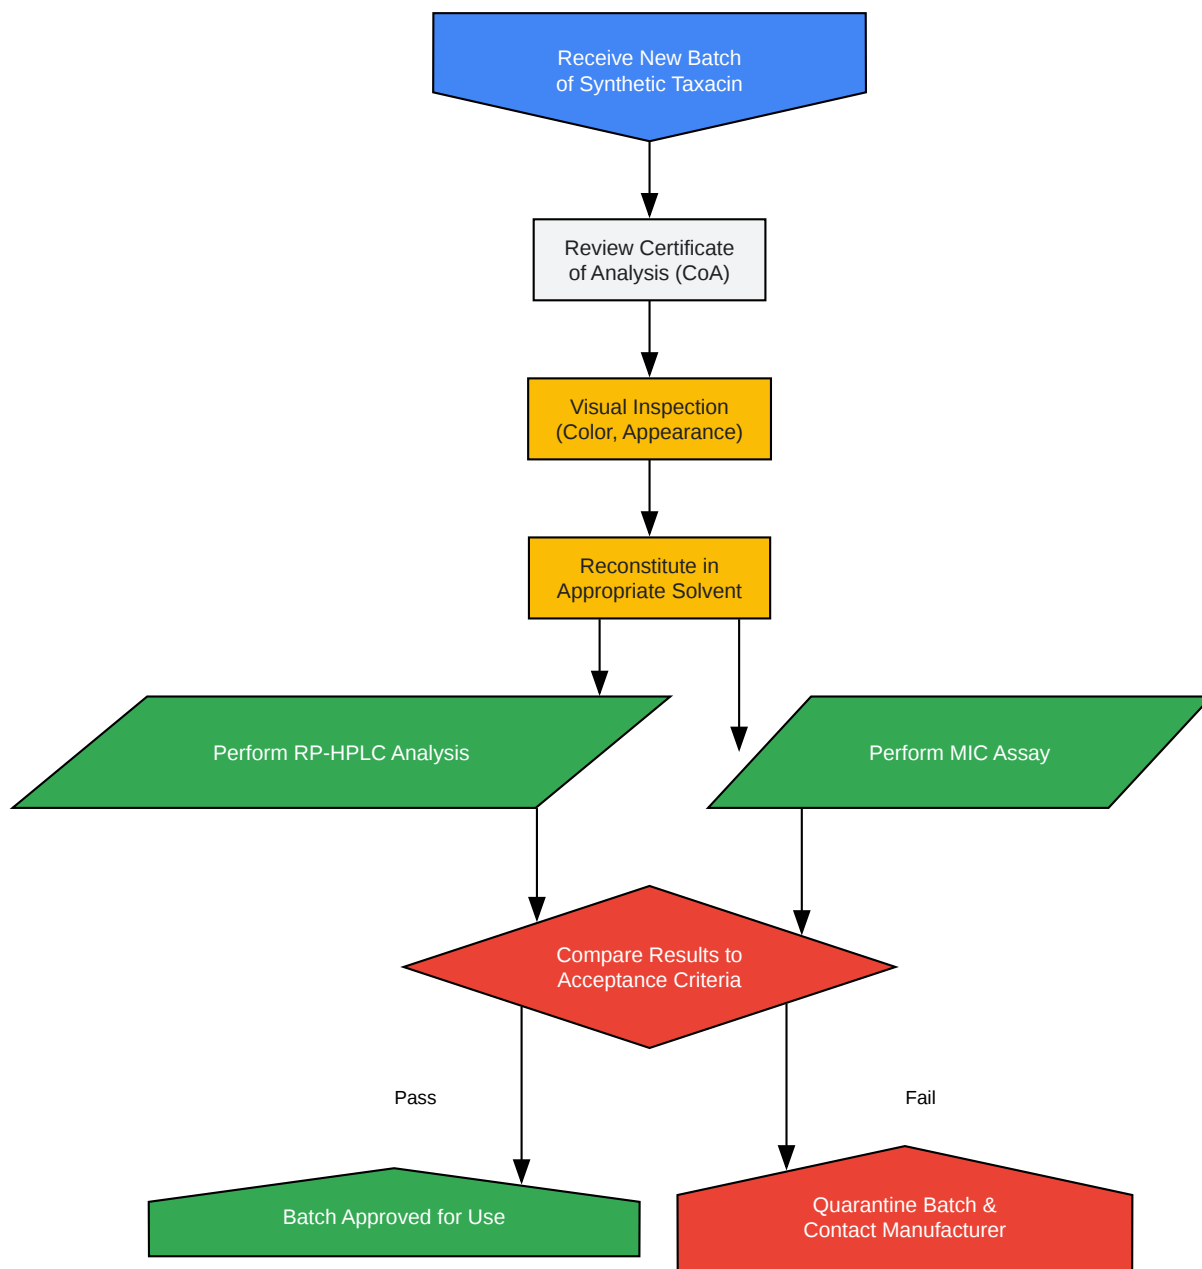 Receive New Batch
of Synthetic Taxacin
Review Certificate
of Analysis (CoA)
Visual Inspection
(Color, Appearance)
Reconstitute in
Appropriate Solvent
Perform RP-HPLC Analysis
Perform MIC Assay
Compare Results to
Acceptance Criteria
Pass
Fail
Batch Approved for Use
Quarantine Batch &
Contact Manufacturer